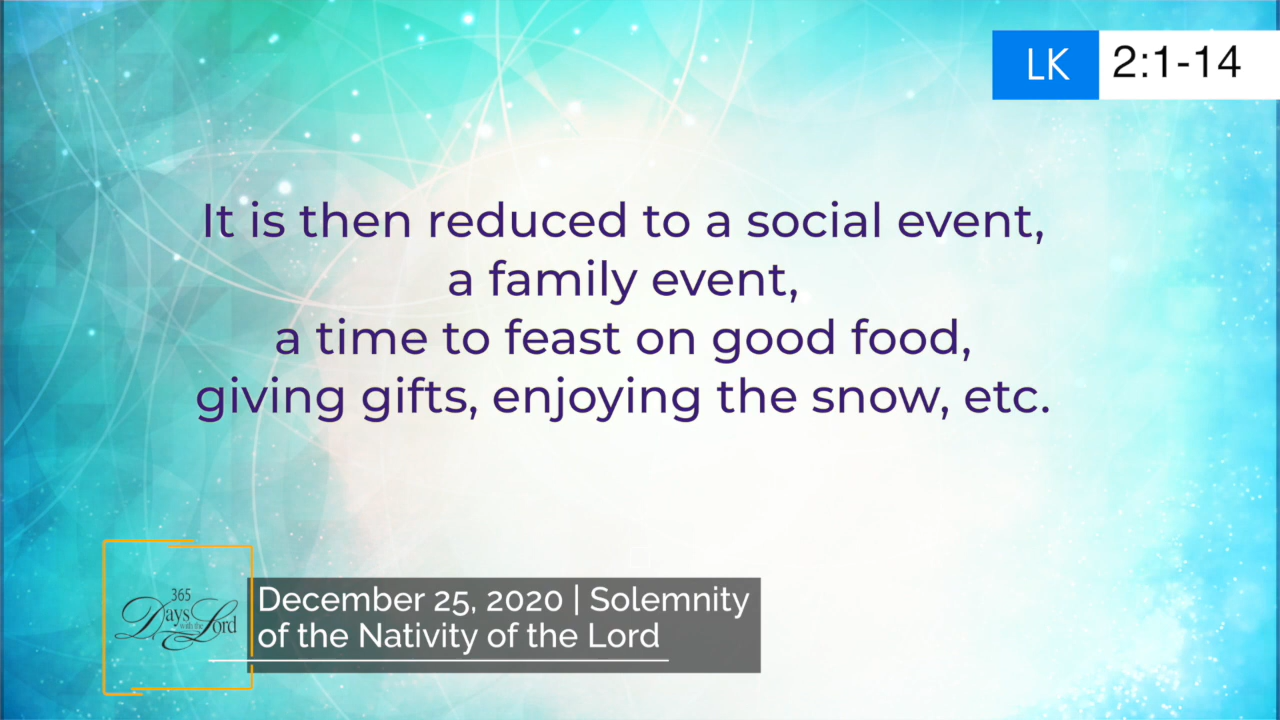 LK 2:1-14
It is then reduced to a social event,
a family event,
a time to feast on good food,
giving gifts, enjoying the snow, etc.
365
Days with the Lord
December 25, 2020 | Solemnity
of the Nativity of the Lord